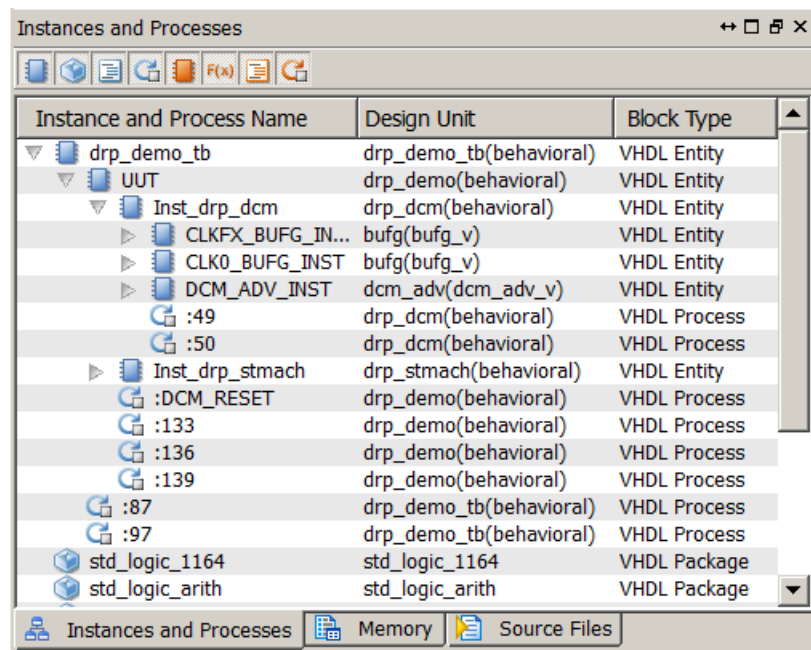 Instances and Processes
F(x)
Instance and Process Name Design Unit Block Type
drp_demo_tb drp_demo_tb(behavioral) VHDL Entity
UUT drp_demo(behavioral) VHDL Entity
Inst_drp_dcm drp_dcm(behavioral) VHDL Entity
CLKFX_BUFG_IN... bufg(bufg_v) VHDL Entity
CLK0_BUFG_INST bufg(bufg_v) VHDL Entity
DCM_ADV_INST dcm_adv(dcm_adv_v) VHDL Entity
:49 drp_dcm(behavioral) VHDL Process
:50 drp_dcm(behavioral) VHDL Process
Inst_drp_stmach drp_stmach(behavioral) VHDL Entity
:DCM_RESET drp_demo(behavioral) VHDL Process
:133 drp_demo(behavioral) VHDL Process
:136 drp_demo(behavioral) VHDL Process
:139 drp_demo(behavioral) VHDL Process
:87 drp_demo_tb(behavioral) VHDL Process
:97 drp_demo_tb(behavioral) VHDL Process
std_logic_1164 std_logic_1164 VHDL Package
std_logic_arith std_logic_arith VHDL Package
Instances and Processes Memory Source Files